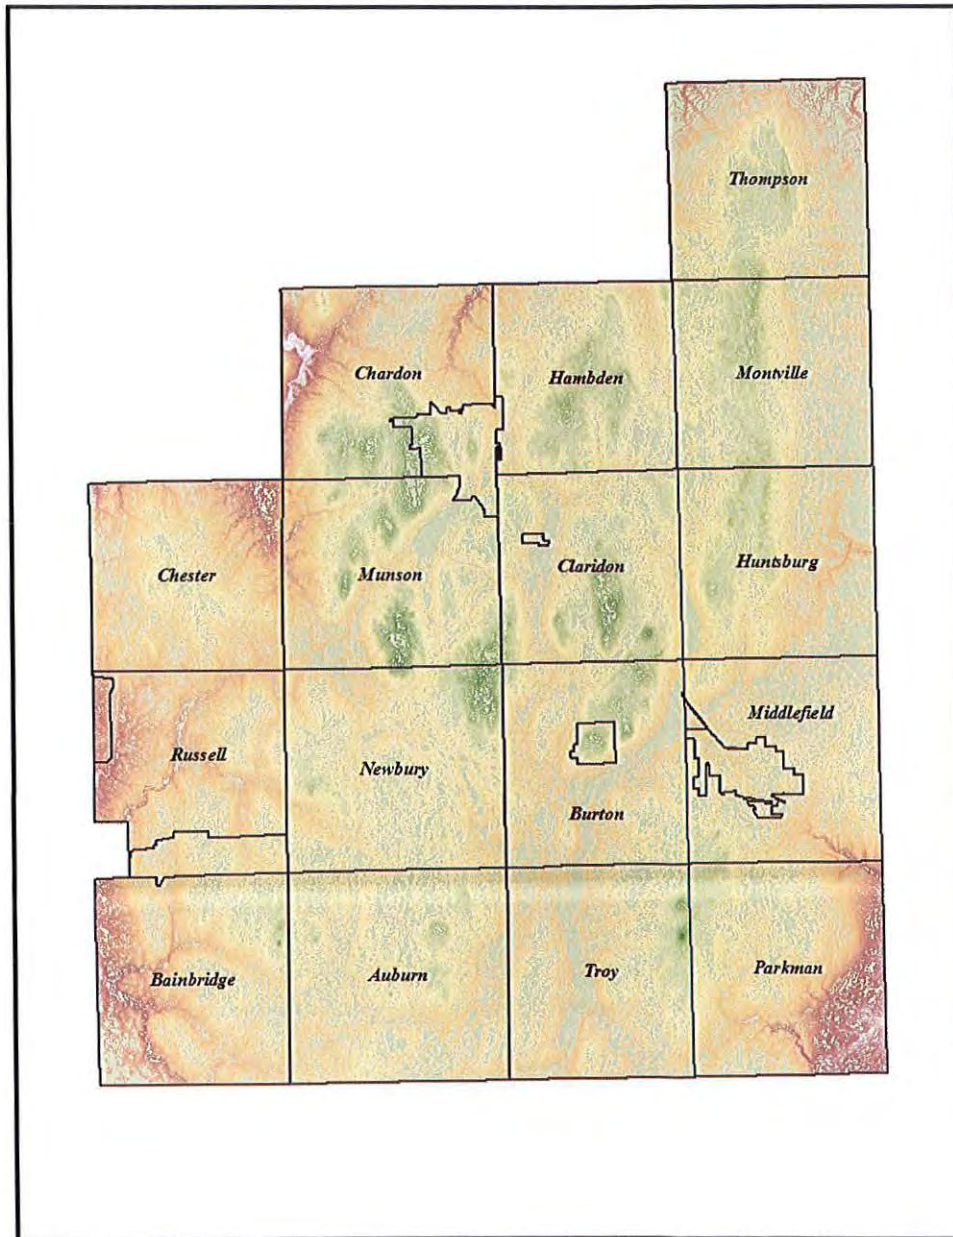 Thompson
Chardon
Hambden
Montville
Chester
Munson
Claridon
Huntsburg
Russell
Newbury
Burton
Middlefield
Bainbridge
Auburn
Troy
Parkman